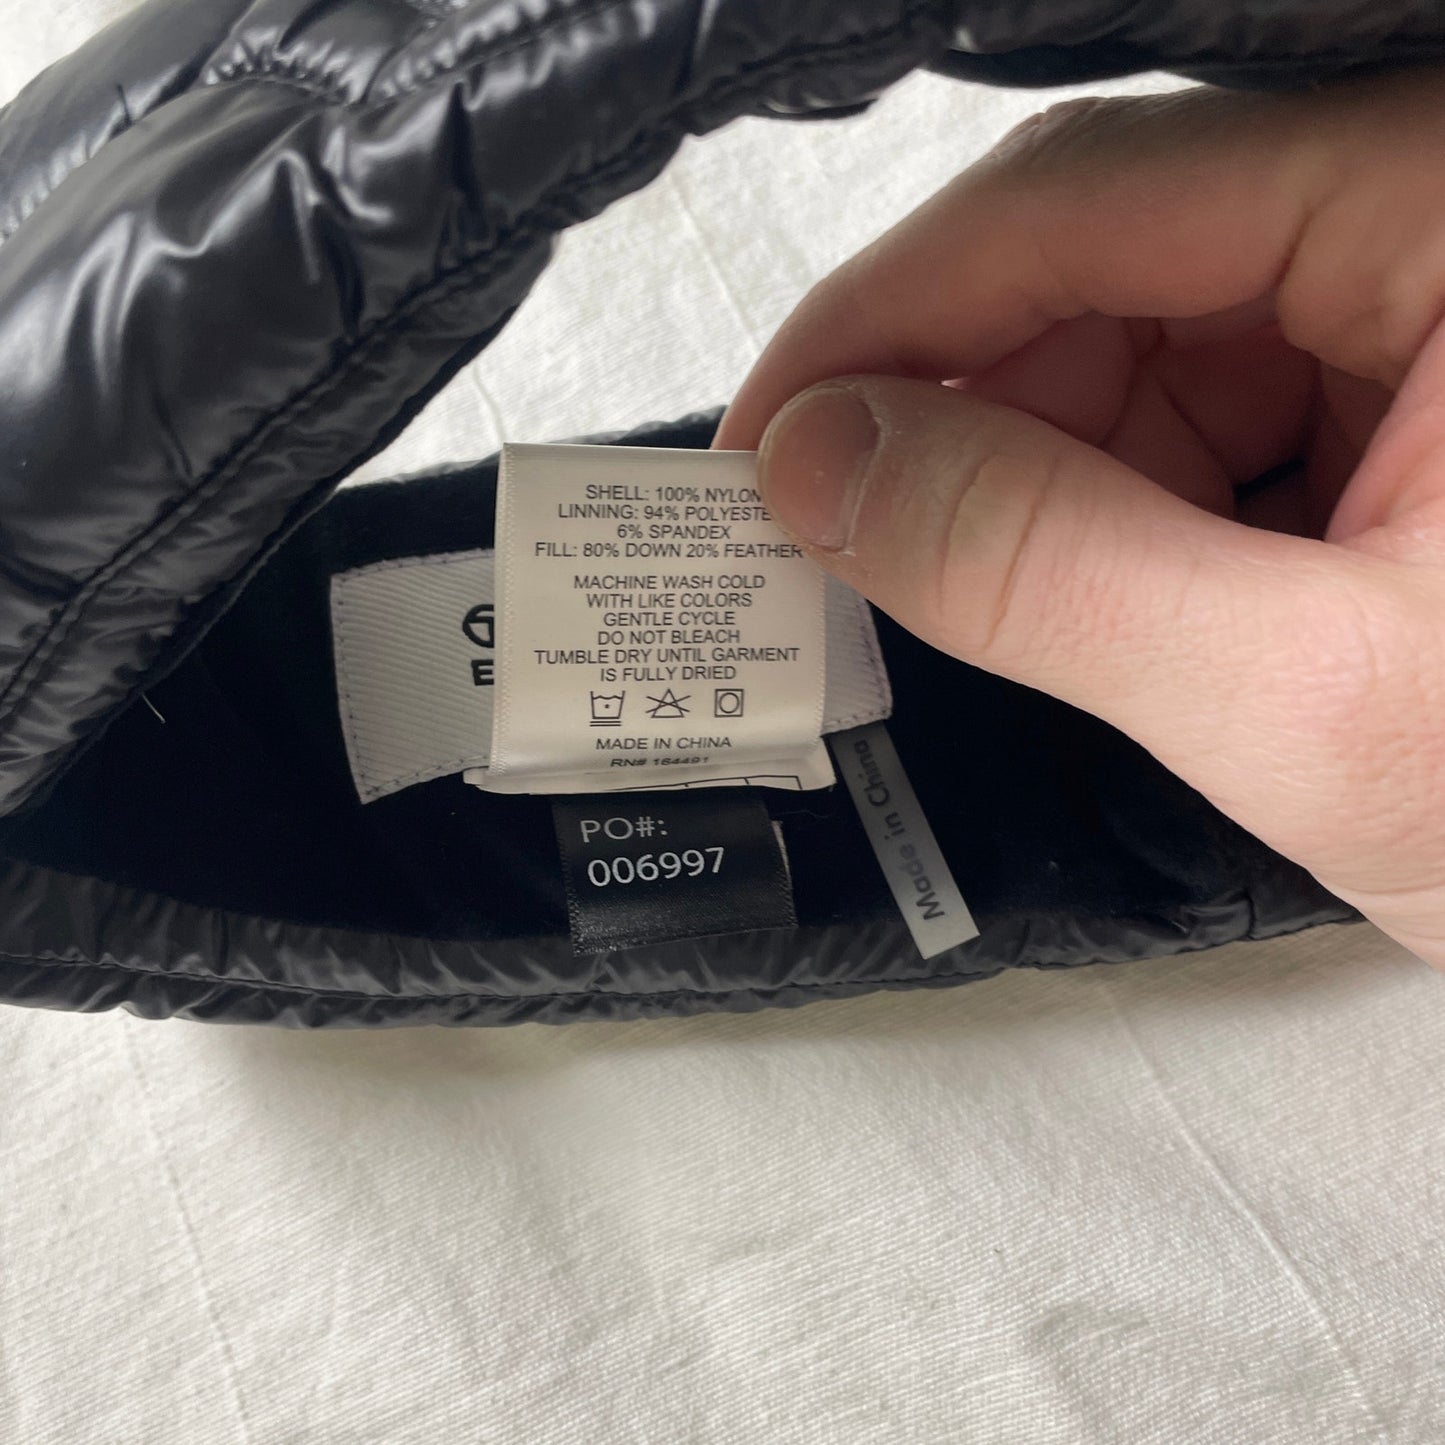 SHELL: 100% NYLON
LINNING: 94% POLYESTE
6% SPANDEX
FILL: 80% DOWN 20% FEATHER
MACHINE WASH COLD
WITH LIKE COLORS
GENTLE CYCLE
DO NOT BLEACH
TUMBLE DRY UNTIL GARMENT
IS FULLY DRIED
MADE IN CHINA
RN# 164491
PO#:
006997
Made in China